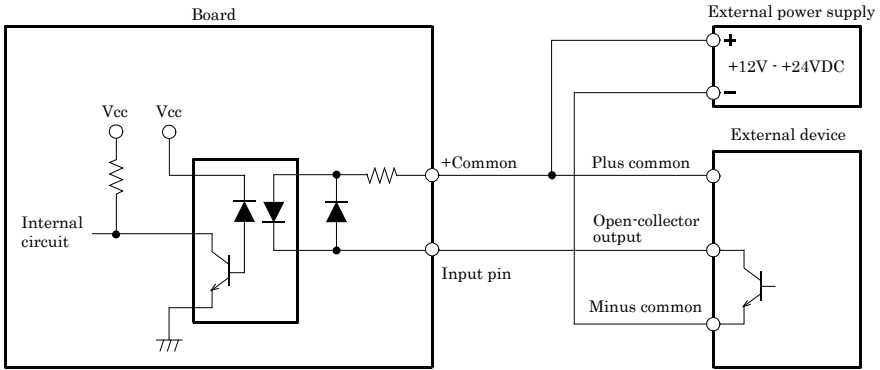 Board
External power supply
+
+12V - +24VDC
−
External device
Vcc
Vcc
+Common
Plus common
Internal
circuit
Open-collector
output
Input pin
Minus common